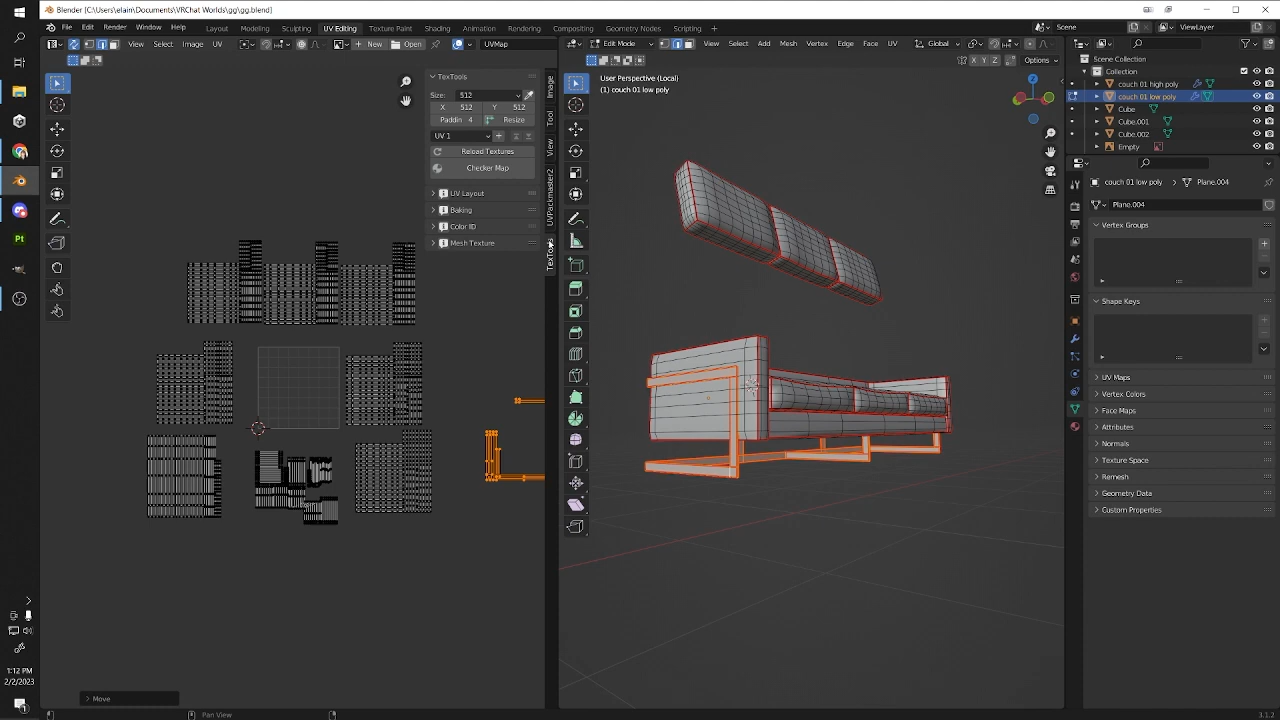 Blender [C:\Users\elain\Documents\VRChat Worlds\gg\gg.blend]
File Edit Render Window Help Layout Modeling Sculpting UV Editing Texture Paint Shading Animation Rendering Compositing Geometry Nodes Scripting + Scene ViewLayer
View Select Image UV New Open UVMap
Edit Mode View Select Add Mesh Vertex Edge Face UV Global
X Y Z Options
TexTools
Size: 512
X 512 Y 512
Paddin 4 Resize
UV 1
Reload Textures
Checker Map
UV Layout
Baking
Color ID
Mesh Texture
Image
Tool
View
UVPackmaster2
TexTools
User Perspective (Local)
(1) couch 01 low poly
Z
Scene Collection
Collection
couch 01 high poly
couch 01 low poly
Cube
Cube.001
Cube.002
Empty
couch 01 low poly Plane.004
Plane.004
Vertex Groups
Shape Keys
UV Maps
Vertex Colors
Face Maps
Attributes
Normals
Texture Space
Remesh
Geometry Data
Custom Properties
Pt
1:12 PM
2/2/2023
Move
Pan View
3.1.2